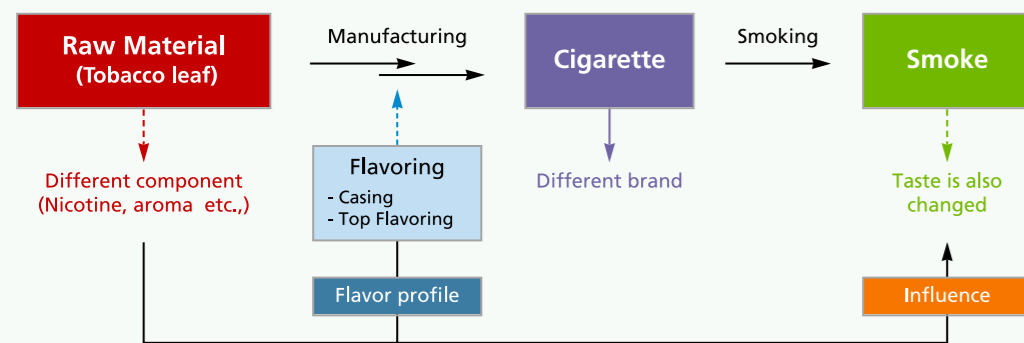 Raw Material
(Tobacco leaf)
Manufacturing
Cigarette
Smoking
Smoke
Different component
(Nicotine, aroma etc.,)
Flavoring
- Casing
- Top Flavoring
Different brand
Taste is also
changed
Flavor profile
Influence